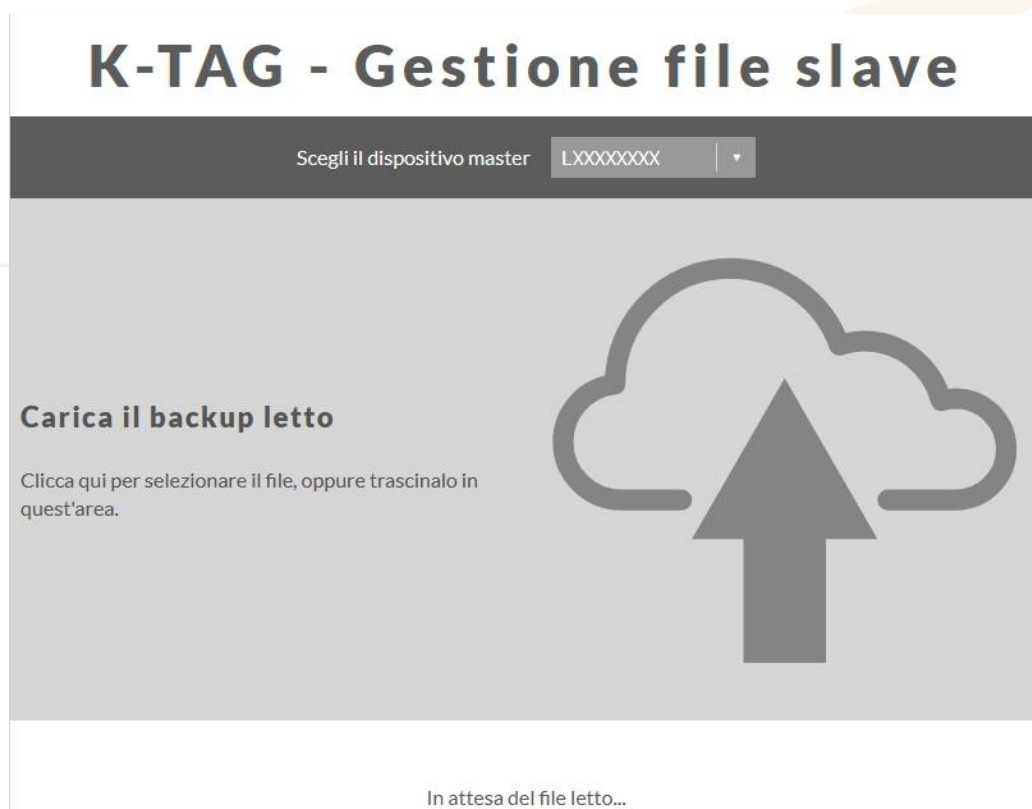 K-TAG - Gestione file slave
Scegli il dispositivo master LXXXXXXXX
Carica il backup letto
Clicca qui per selezionare il file, oppure trascinalo in
quest'area.
In attesa del file letto...